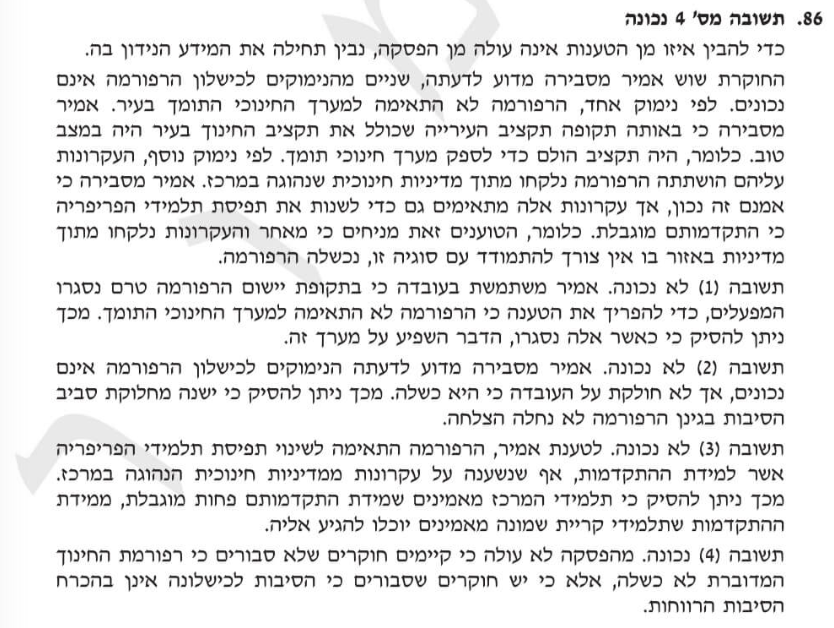 86. תשובה מס' 4 נכונה
כדי להבין איזו מן הטענות אינה עולה מן הפסקה, נבין תחילה את המידע הנידון בה.
החוקרת שוש אמיר מסבירה מדוע לדעתה, שניים מהנימוקים לכישלון הרפורמה אינם
נכונים. לפי נימוק אחד, הרפורמה לא התאימה למערך החינוכי התומך בעיר. אמיר
מסבירה כי באותה תקופה תקציב העירייה שכולל את תקציב החינוך בעיר היה במצב
טוב. כלומר, היה תקציב הולם כדי לספק מערך חינוכי תומך. לפי נימוק נוסף, העקרונות
עליהם הושתתה הרפורמה נלקחו מתוך מדיניות חינוכית שנהוגה במרכז. אמיר מסבירה כי
אמנם זה נכון, אך עקרונות אלה מתאימים גם כדי לשנות את תפיסת תלמידי הפריפריה
כי התקדמותם מוגבלת. כלומר, הטוענים זאת מניחים כי מאחר והעקרונות נלקחו מתוך
מדיניות באזור בו אין צורך להתמודד עם סוגיה זו, נכשלה הרפורמה.
תשובה (1) לא נכונה. אמיר משתמשת בעובדה כי בתקופת יישום הרפורמה טרם נסגרו
המפעלים, כדי להפריך את הטענה כי הרפורמה לא התאימה למערך החינוכי התומך. מכך
ניתן להסיק כי כאשר אלה נסגרו, הדבר השפיע על מערך זה.
תשובה (2) לא נכונה. אמיר מסבירה מדוע לדעתה הנימוקים לכישלון הרפורמה אינם
נכונים, אך לא חולקת על העובדה כי היא כשלה. מכך ניתן להסיק כי ישנה מחלוקת סביב
הסיבות בגינן הרפורמה לא נחלה הצלחה.
תשובה (3) לא נכונה. לטענת אמיר, הרפורמה התאימה לשינוי תפיסת תלמידי הפריפריה
אשר למידת ההתקדמות, אף שנשענה על עקרונות ממדיניות חינוכית הנהוגה במרכז.
מכך ניתן להסיק כי תלמידי המרכז מאמינים שמידת התקדמותם פחות מוגבלת, ממידת
ההתקדמות שתלמידי קריית שמונה מאמינים יוכלו להגיע אליה.
תשובה (4) נכונה. מהפסקה לא עולה כי קיימים חוקרים שלא סבורים כי רפורמת החינוך
המדוברת לא כשלה, אלא כי יש חוקרים שסבורים כי הסיבות לכישלונה אינן בהכרח
הסיבות הרווחות.